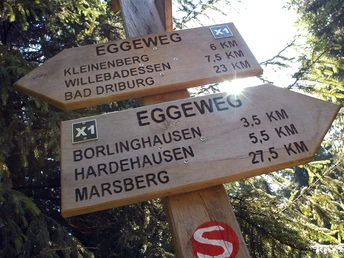 EGGEWEG X1
KLEINENBERG 6 KM
WILLEBADESSEN 7,5 KM
BAD DRIBURG 23 KM
X1 EGGEWEG
BORLINGHAUSEN 3,5 KM
HARDEHAUSEN 5,5 KM
MARSBERG 27,5 KM
S